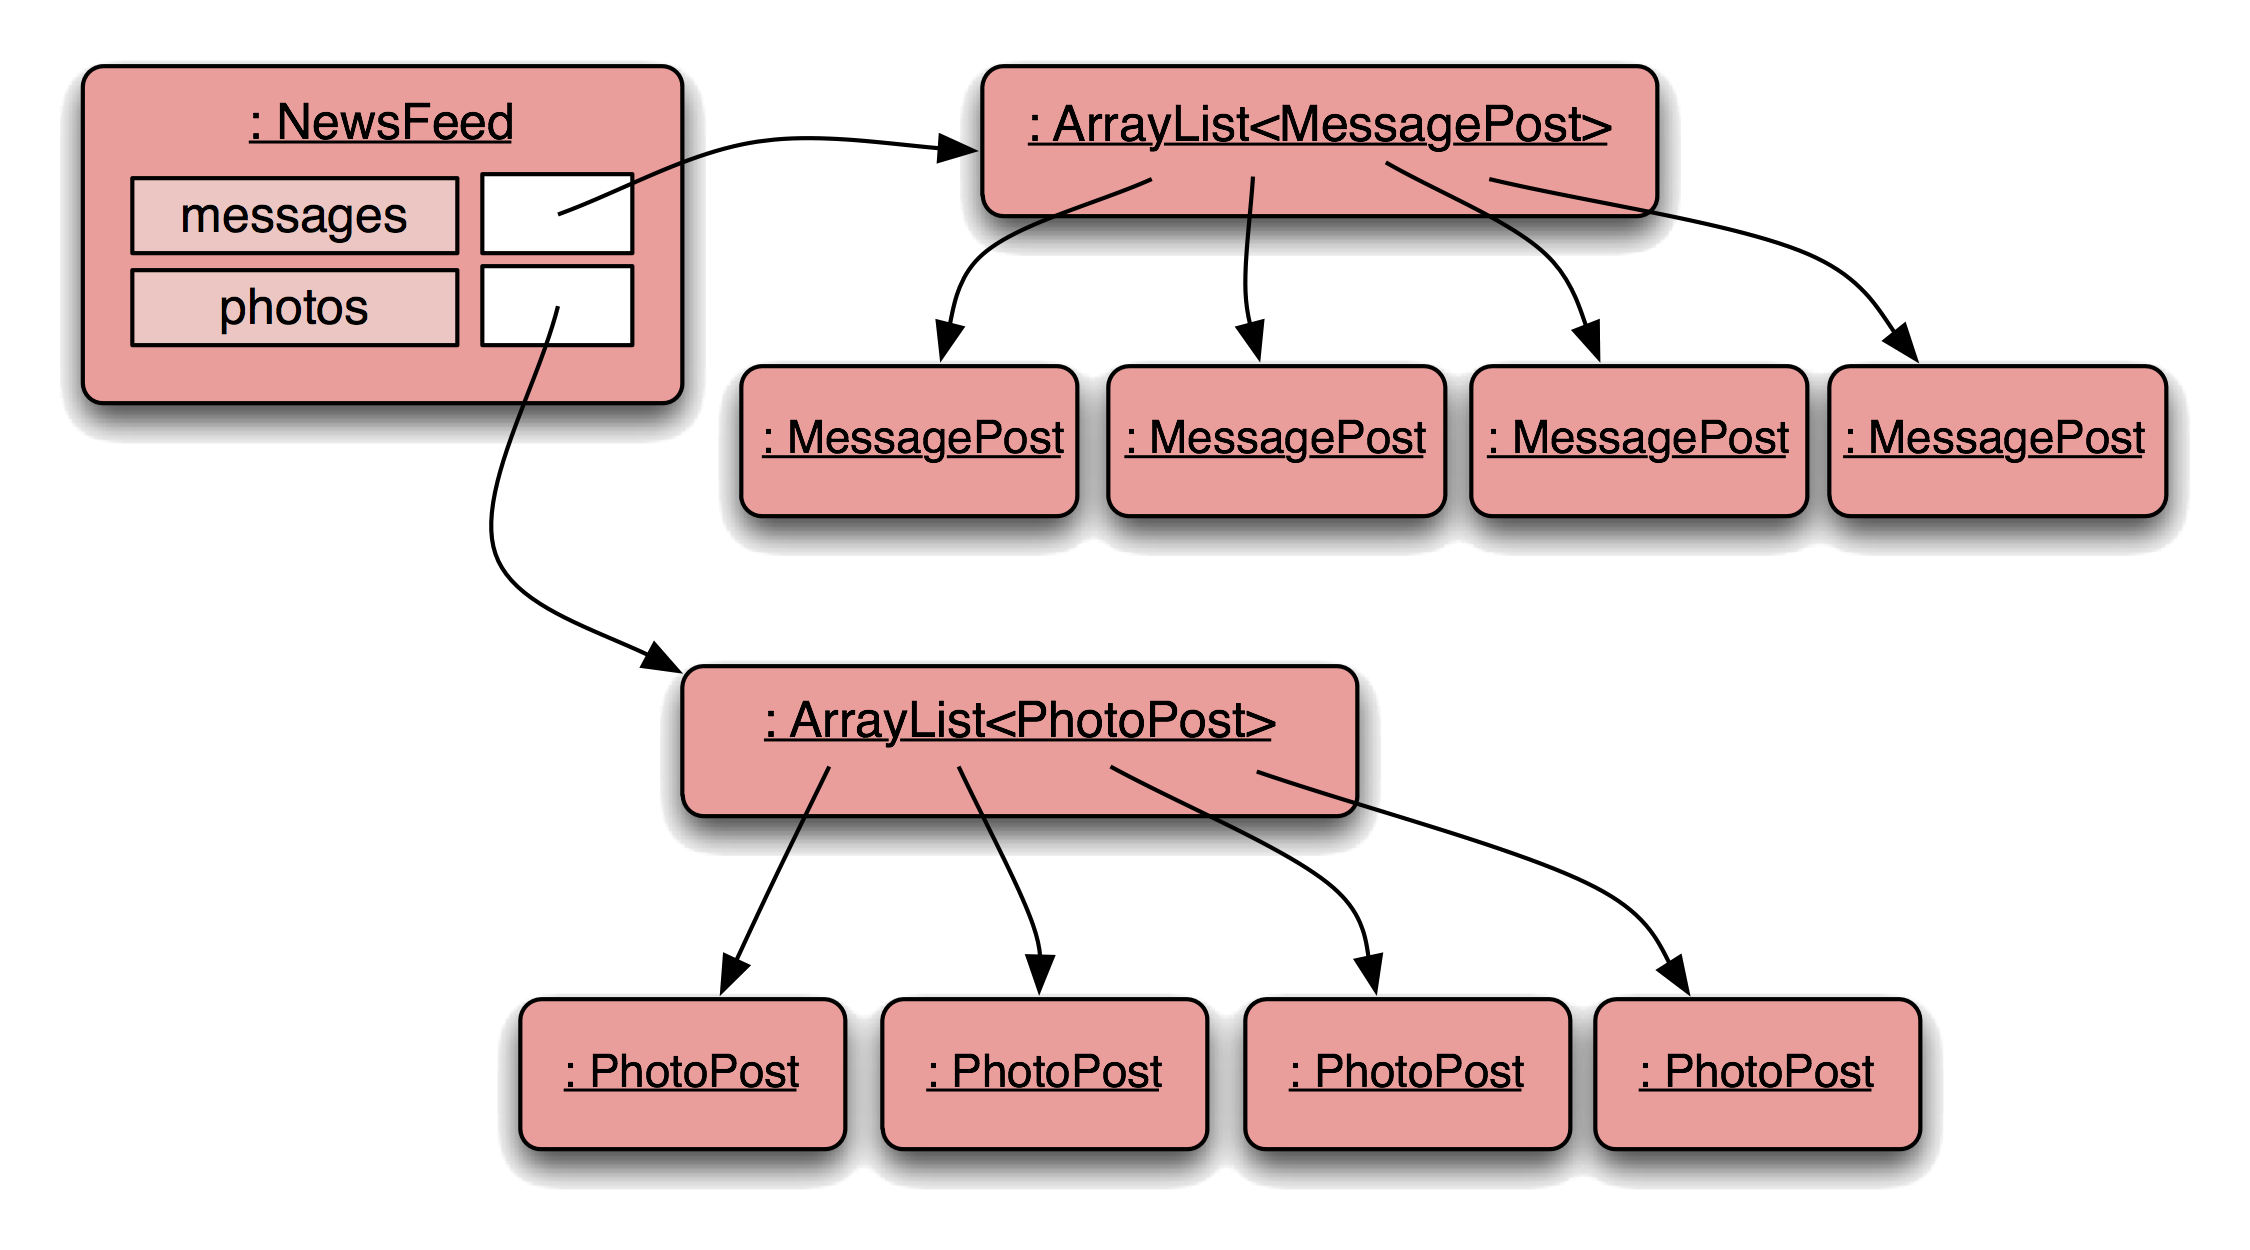 : NewsFeed
messages
photos
: ArrayList<MessagePost>
: MessagePost
: MessagePost
: MessagePost
: MessagePost
: ArrayList<PhotoPost>
: PhotoPost
: PhotoPost
: PhotoPost
: PhotoPost